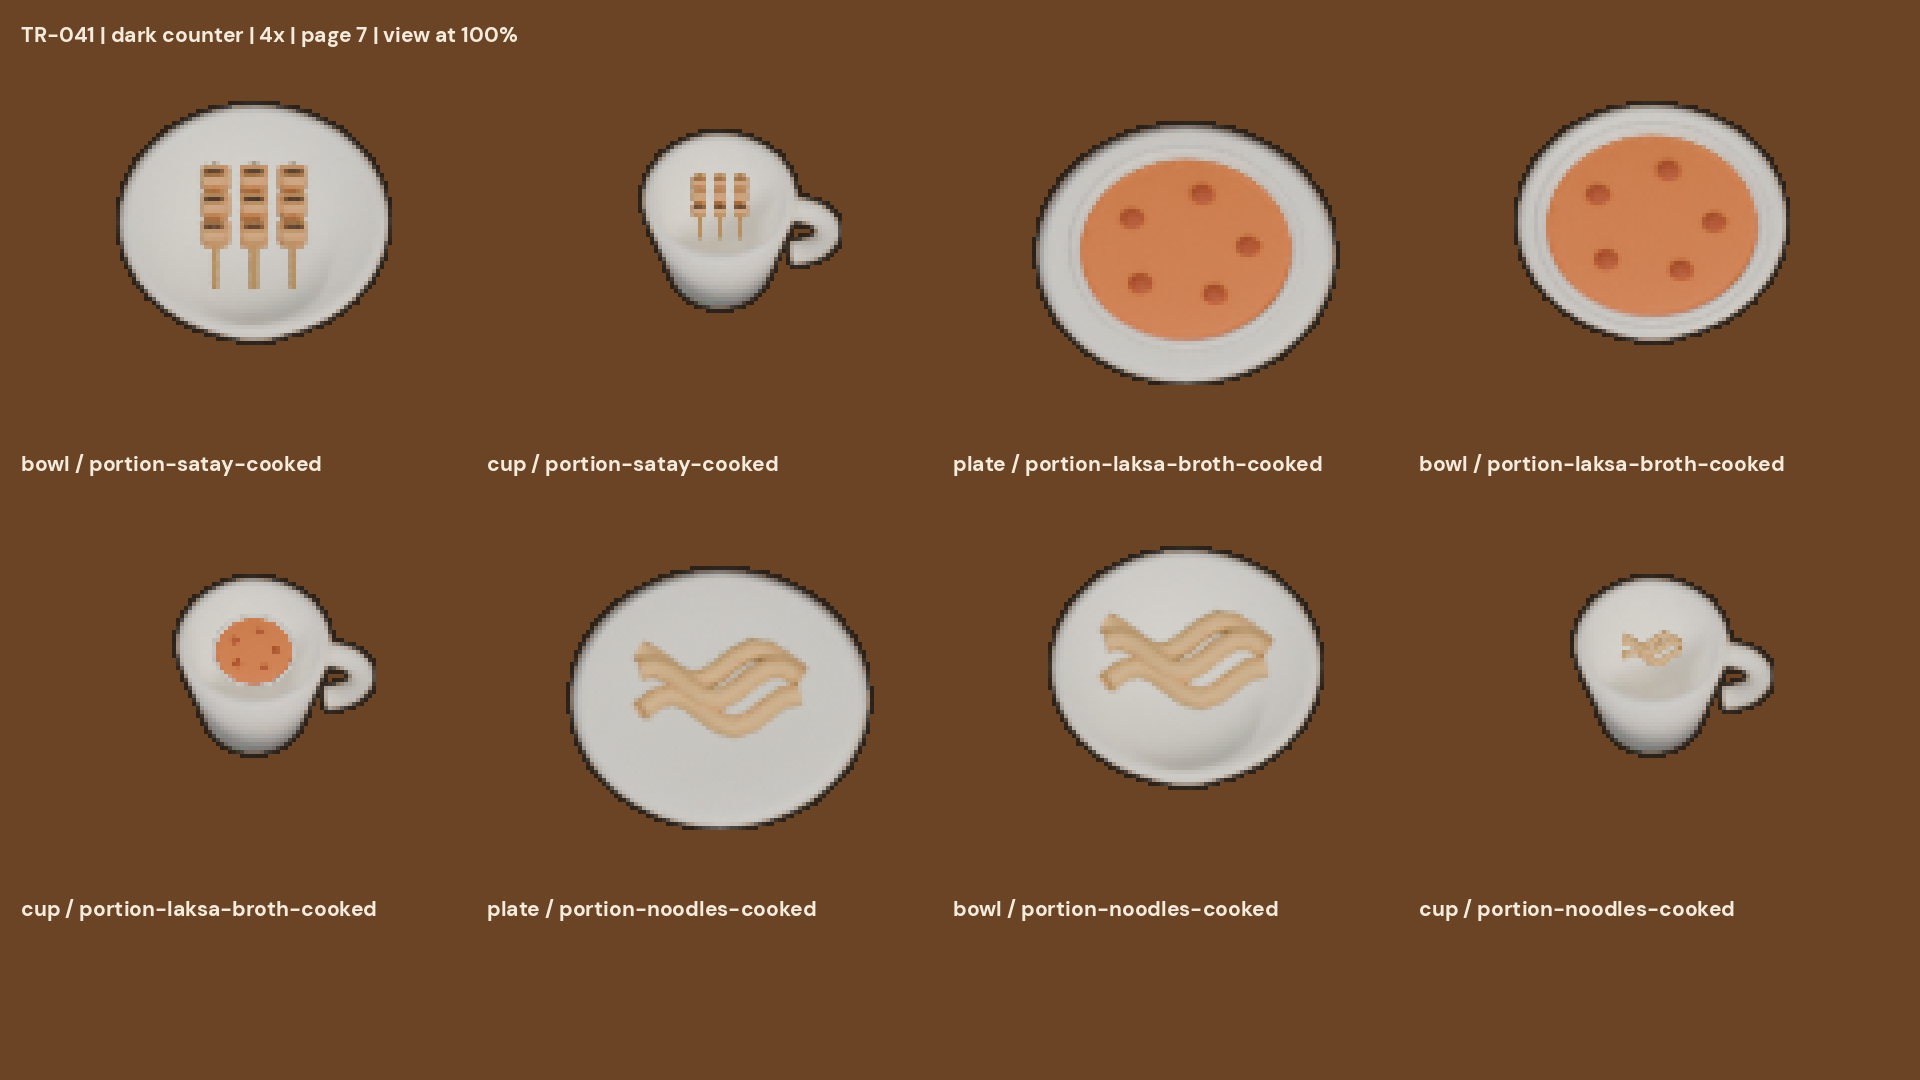 TR-041 | dark counter | 4x | page 7 | view at 100%
bowl / portion-satay-cooked
cup / portion-satay-cooked
plate / portion-laksa-broth-cooked
bowl / portion-laksa-broth-cooked
cup / portion-laksa-broth-cooked
plate / portion-noodles-cooked
bowl / portion-noodles-cooked
cup / portion-noodles-cooked